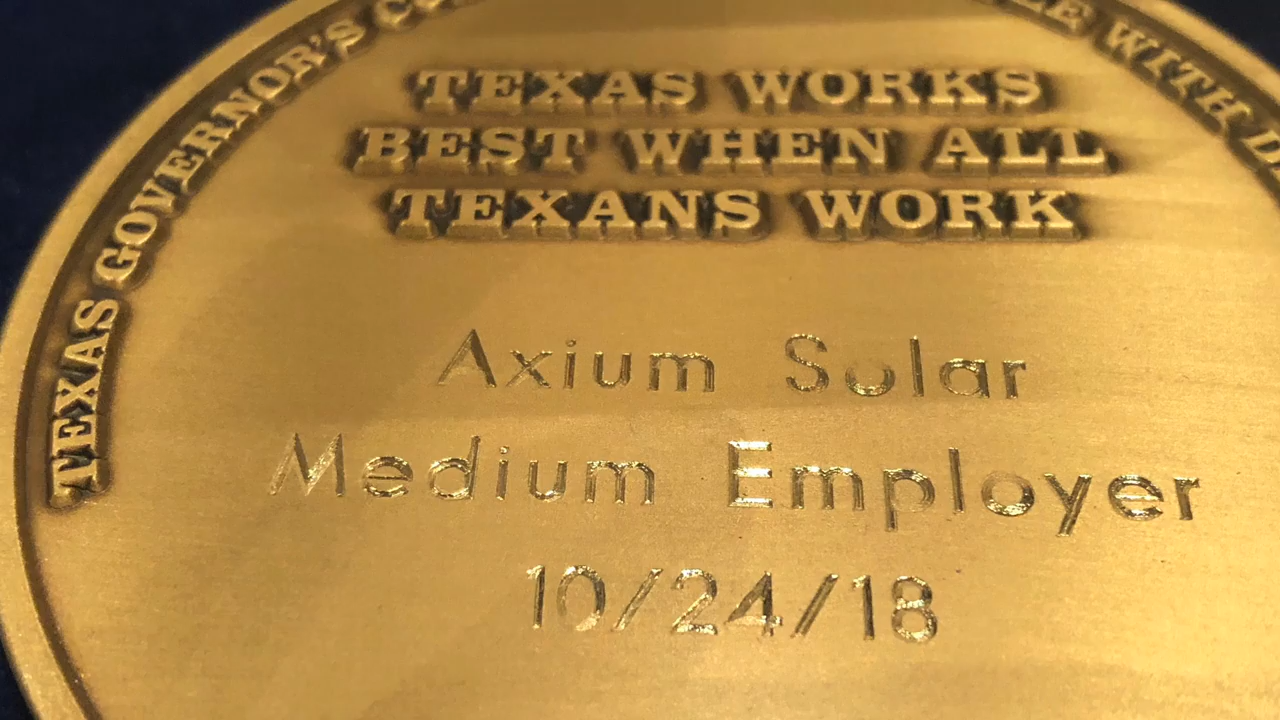 TEXAS GOVERNOR'S
WITH
TEXAS WORKS
BEST WHEN ALL
TEXANS WORK
Axium Solar
Medium Employer
10/24/18